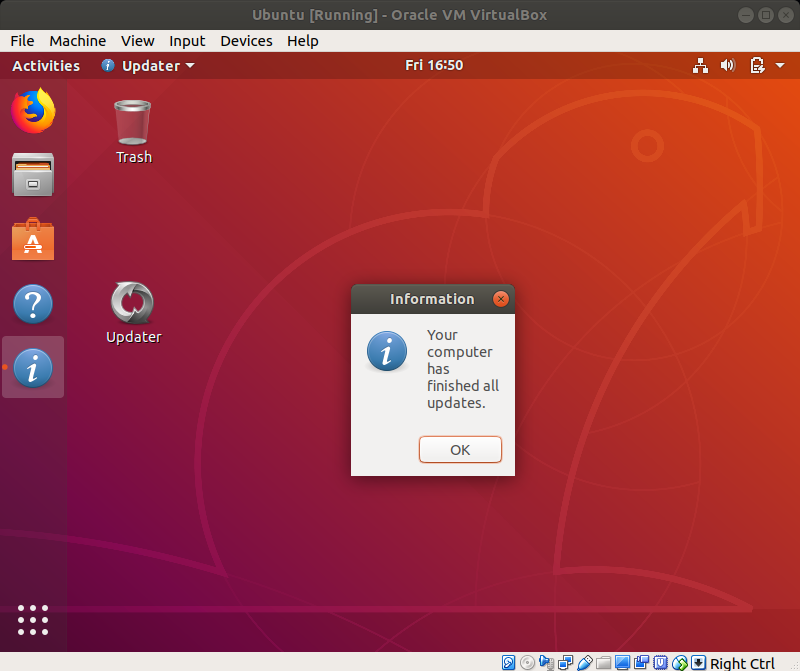 Ubuntu [Running] - Oracle VM VirtualBox
File Machine View Input Devices Help
Activities Updater Fri 16:50
Trash
Updater
Information
Your
computer
has
finished all
updates.
OK
Right Ctrl